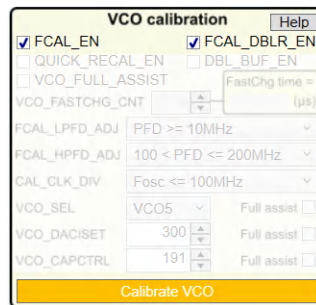 VCO calibration Help
FCAL_EN FCAL_DBLR_EN
QUICK_RECAL_EN DBL_BUF_EN
VCO_FULL_ASSIST
FastChg time =
VCO_FASTCHG_CNT (µs)
FCAL_LPFD_ADJ PFD >= 10MHz
FCAL_HPFD_ADJ 100 < PFD <= 200MHz
CAL_CLK_DIV Fosc <= 100MHz
VCO_SEL VCO5 Full assist
VCO_DACISET 300 Full assist
VCO_CAPCTRL 191 Full assist
Calibrate VCO